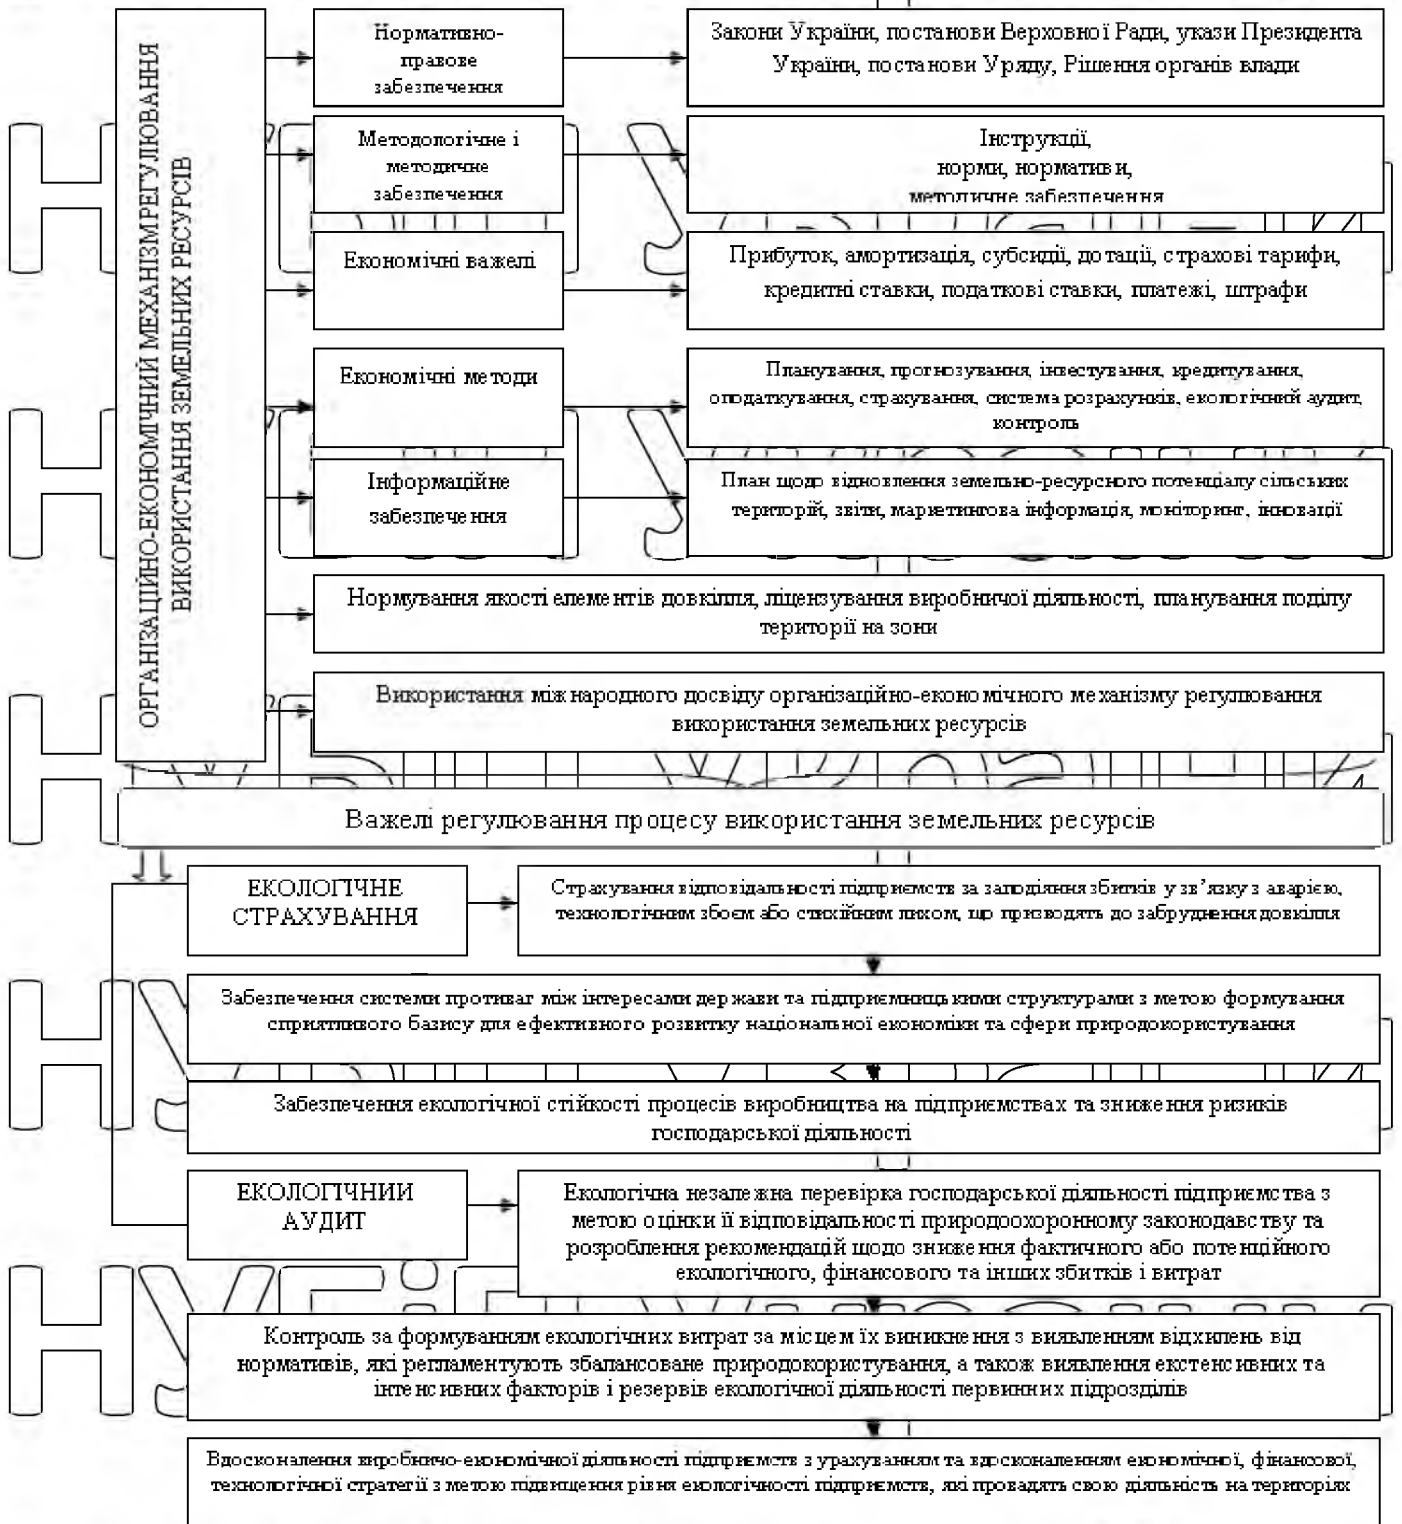 ОРГАНІЗАЦІЙНО-ЕКОНОМІЧНИЙ МЕХАНІЗМРЕГУЛЮВАННЯ
ВИКОРИСТАННЯ ЗЕМЕЛЬНИХ РЕСУРСІВ
Нормативно-
правове
забезпечення
Закони України, постанови Верховної Ради, укази Президента
України, постанови Уряду, Рішення органів влади
Методологічне і
методичне
забезпечення
Інструкції,
норми, нормативи,
методичне забезпечення
Економічні важелі
Прибуток, амортизація, субсидії, дотації, страхові тарифи,
кредитні ставки, податкові ставки, платежі, штрафи
Економічні методи
Планування, прогнозування, інвестування, кредитування,
оподаткування, страхування, система розрахунків, екологічний аудит,
контроль
Інформаційне
забезпечення
План щодо відновлення земельно-ресурсного потенціалу сільських
територій, звіти, маркетингова інформація, моніторинг, інновації
Нормування якості елементів довкілля, ліцензування виробничої діяльності, планування поділу
території на зони
Використання міжнародного досвіду організаційно-економічного механізму регулювання
використання земельних ресурсів
Важелі регулювання процесу використання земельних ресурсів
ЕКОЛОГІЧНЕ
СТРАХУВАННЯ
Страхування відповідальності підприємств за заподіяння збитків у зв’язку з аварією,
технологічним збоєм або стихійним лихом, що призводять до забруднення довкілля
Забезпечення системи противаг між інтересами держави та підприємницькими структурами з метою формування
сприятливого базису для ефективного розвитку національної економіки та сфери природокористування
Забезпечення екологічної стійкості процесів виробництва на підприємствах та зниження ризиків
господарської діяльності
ЕКОЛОГІЧНИЙ
АУДИТ
Екологічна незалежна перевірка господарської діяльності підприємства з
метою оцінки її відповідальності природоохоронному законодавству та
розроблення рекомендацій щодо зниження фактичного або потенційного
екологічного, фінансового та інших збитків і витрат
Контроль за формуванням екологічних витрат за місцем їх виникнення з виявленням відхилень від
нормативів, які регламентують збалансоване природокористування, а також виявлення екстенсивних та
інтенсивних факторів і резервів екологічної діяльності первинних підрозділів
Вдосконалення виробничо-економічної діяльності підприємств з урахуванням та вдосконаленням економічної, фінансової,
технологічної стратегії з метою підвищення рівня екологічності підприємств, які провадять свою діяльність на територіях